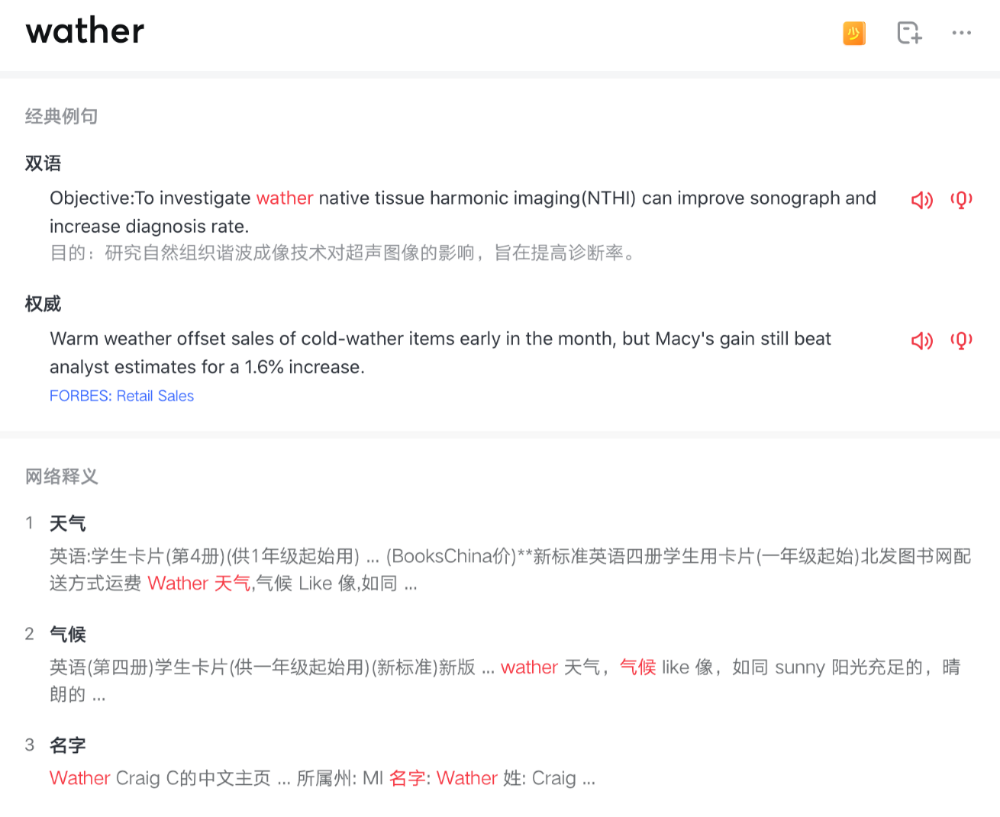 wather
少
经典例句
双语
Objective:To investigate wather native tissue harmonic imaging(NTHI) can improve sonograph and
increase diagnosis rate.
目的：研究自然组织谐波成像技术对超声图像的影响，旨在提高诊断率。
权威
Warm weather offset sales of cold-wather items early in the month, but Macy's gain still beat
analyst estimates for a 1.6% increase.
FORBES: Retail Sales
网络释义
1 天气
英语:学生卡片(第4册)(供1年级起始用) ... (BooksChina价)**新标准英语四册学生用卡片(一年级起始)北发图书网配
送方式运费 Wather 天气,气候 Like 像,如同 ...
2 气候
英语(第四册)学生卡片(供一年级起始用)(新标准)新版 ... wather 天气，气候 like 像，如同 sunny 阳光充足的，晴
朗的 ...
3 名字
Wather Craig C的中文主页 ... 所属州: MI 名字: Wather 姓: Craig ...